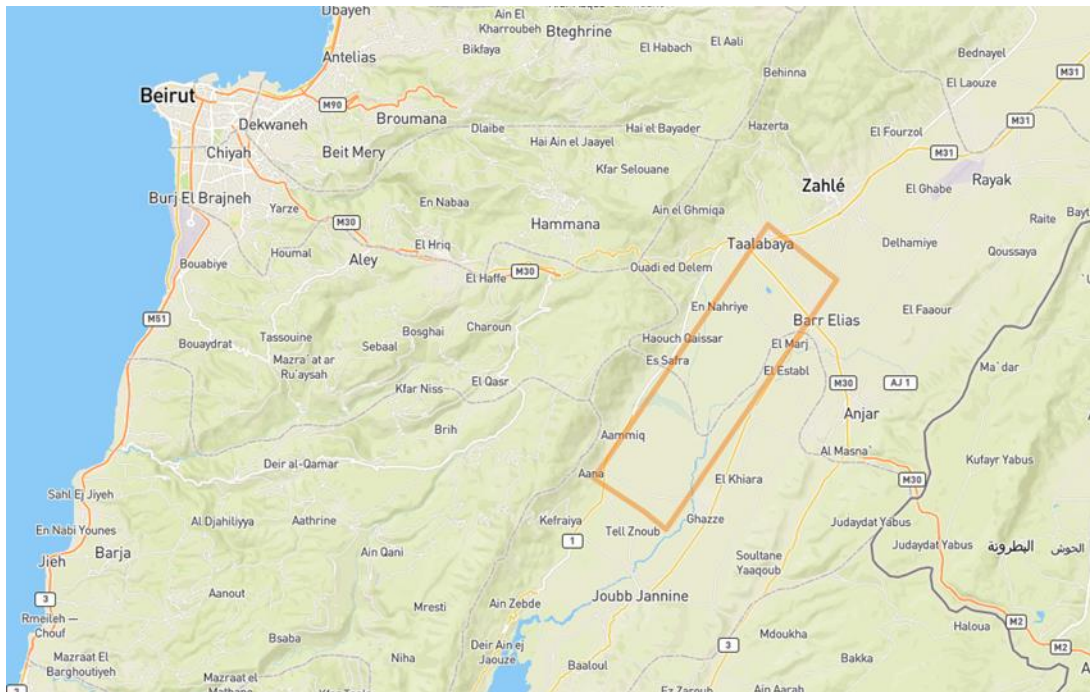 Dbayeh
Ain El
Kharroubeh
Bteghrine
El Habach
El Aali
Bednayel
Antelias
Bikfaya
Behinna
El Laouze
M31
Beirut
M90
Dekwaneh
Broumana
Dlaibe
Hai el Bayader
Hazerta
El Fourzol
M31
Chiyah
Beit Mery
Hai Ain el Jaayel
Kfar Selouane
M31
Zahlé
Rayak
El Ghabe
Burj El Brajneh
Yarze
En Nabaa
Hammana
Ain el Ghmiqa
Raite
M30
El Hriq
Taalabaya
Delhamiye
Qoussaya
Bouabiye
Houmal
Aley
El Haffe
M30
Ouadi ed Delem
En Nahriye
El Faaour
M51
Barr Elias
Bouaydrat
Tassouine
Bosghai
Charoun
Haouch Qaissar
El Marj
Mazra`at ar
Ru'aysah
Sebaal
Es Safra
El Establ
Ma`dar
Kfar Niss
El Qasr
M30
AJ 1
Anjar
Brih
Aammiq
Al Masna`
Deir al-Qamar
Aana
Kufayr Yabus
El Khiara
M30
Sahl Ej Jiyeh
En Nabi Younes
Al Djahiliyya
Aathrine
Kefraiya
Tell Znoub
Ghazze
Judaydat Yabus
Judaydat Yabus
Jieh
Barja
Ain Qani
1
Soultane
Yaaqoub
3
Aanout
Mresti
Ain Zebde
Joubb Jannine
Rmeileh —
Chouf
Bsaba
Deir Ain ej
Jaouze
3
Mdoukha
Haloua
M2
M2
Mazraat El
Barghoutiyeh
Niha
Baaloul
Bakka
Mazraat el
Ain Aarab